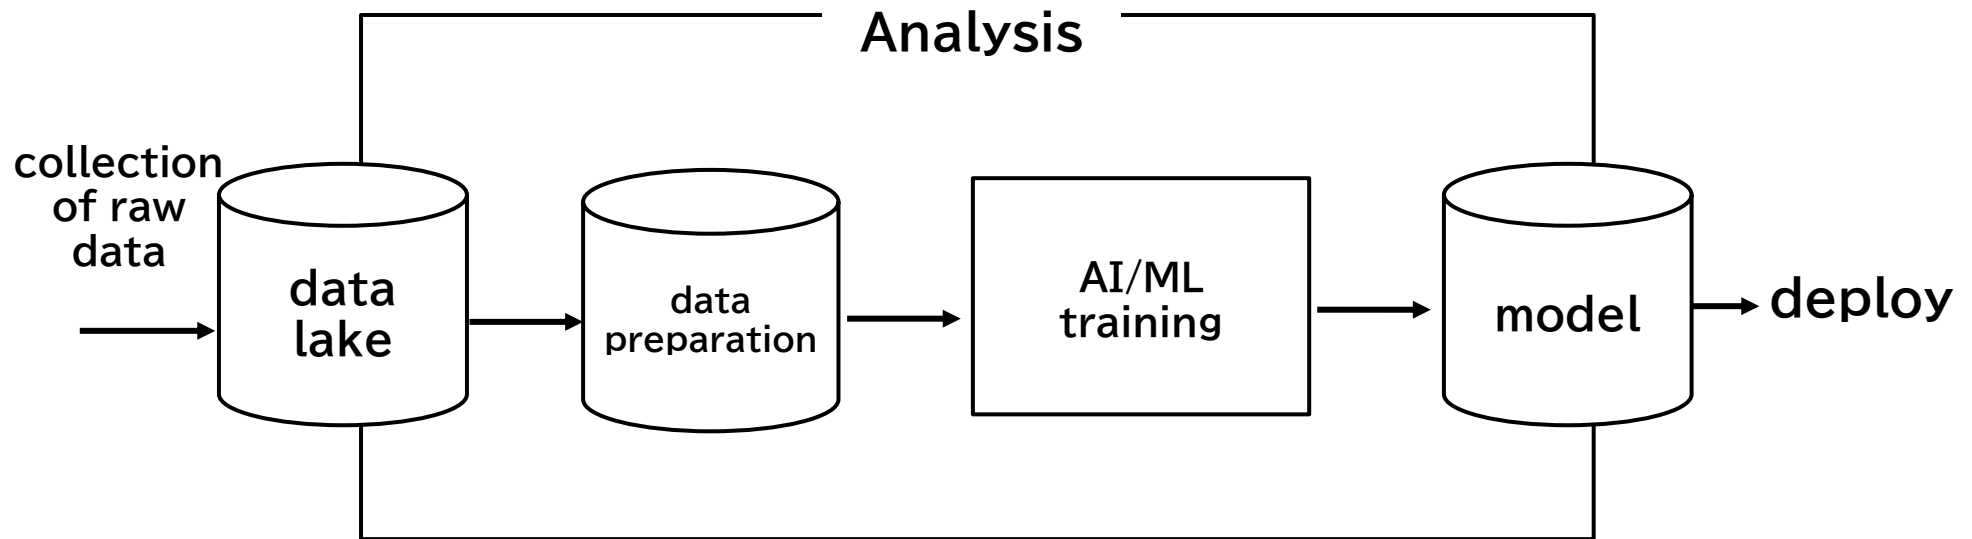 Analysis
collection
of raw
data
data
lake
data
preparation
AI/ML
training
model
deploy